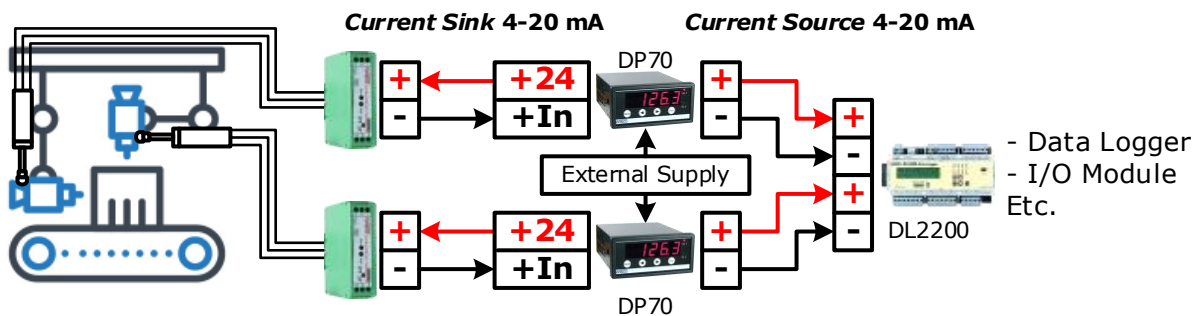 Current Sink 4-20 mA
Current Source 4-20 mA
DP70
+
-
+24
+In
126.3
+
-
+
-
+
-
External Supply
- Data Logger
- I/O Module
Etc.
DL2200
+
-
+24
+In
126.3
+
-
DP70